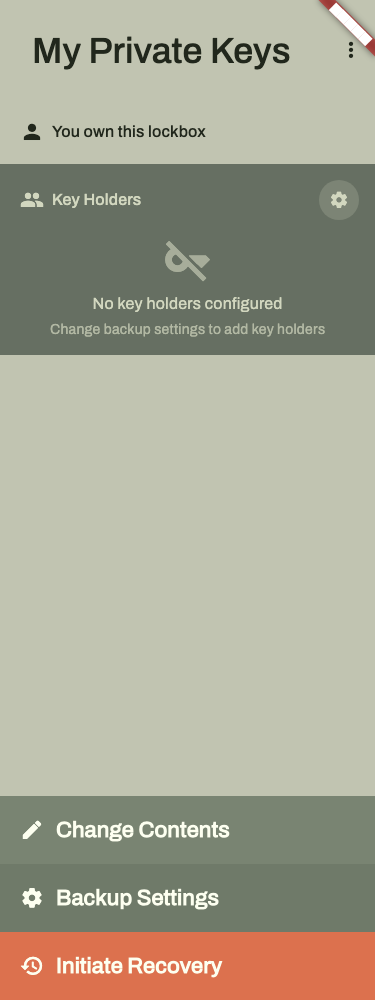 My Private Keys
You own this lockbox
Key Holders
No key holders configured
Change backup settings to add key holders
Change Contents
Backup Settings
Initiate Recovery